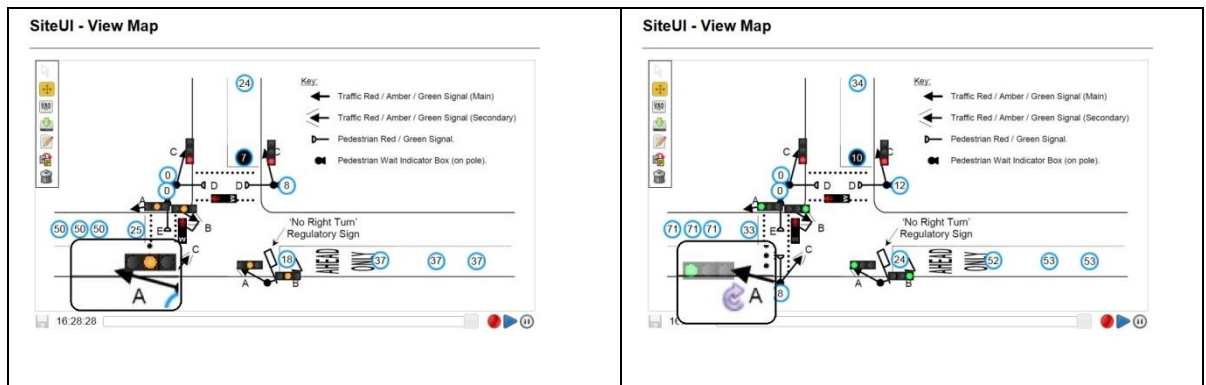 SiteUI - View Map
24
Key:
Traffic Red / Amber / Green Signal (Main)
Traffic Red / Amber / Green Signal (Secondary)
C
C
Pedestrian Red / Green Signal.
7
Pedestrian Wait Indicator Box (on pole).
0
D D
8
0
A
B
50 50 50 25 E
'No Right Turn'
Regulatory Sign
C
18 AHEAD ONLY 37 37 37
A
A B
16:28:28
SiteUI - View Map
34
Key:
Traffic Red / Amber / Green Signal (Main)
Traffic Red / Amber / Green Signal (Secondary)
C
C
Pedestrian Red / Green Signal.
10
Pedestrian Wait Indicator Box (on pole).
0
D D
12
0
A
B
71 71 71 33 E
'No Right Turn'
Regulatory Sign
C
24 AHEAD ONLY 52 53 53
A
8
A B
16